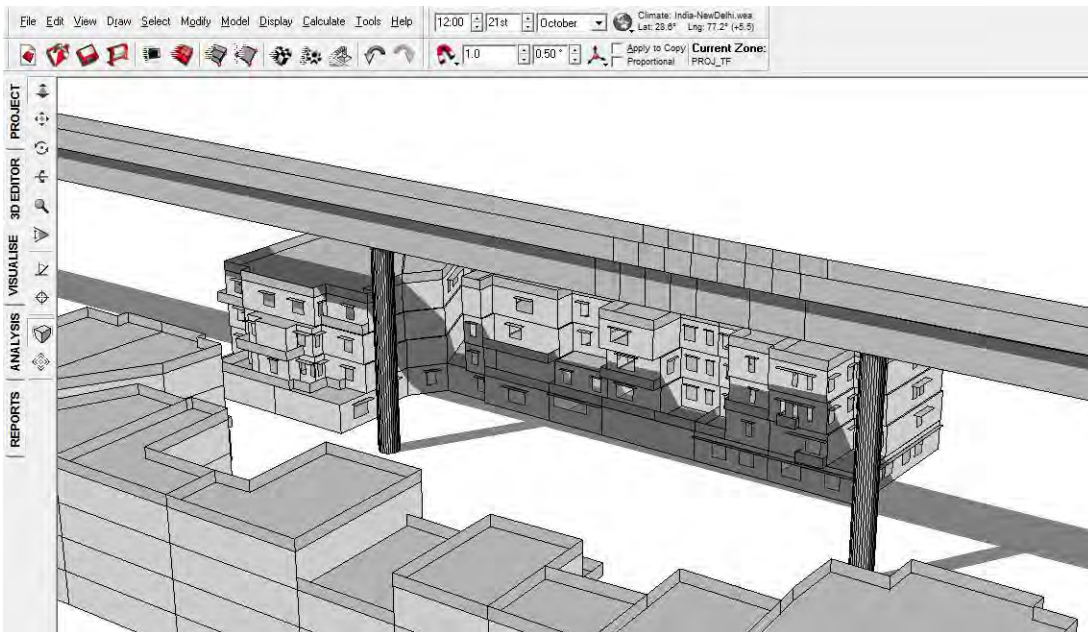 File Edit View Draw Select Modify Model Display Calculate Tools Help
12:00 21st October
Climate: India-NewDelhi.wea
Lat: 28.6° Lng: 77.2° (+5.5)
1.0 0.50 °
Apply to Copy
Proportional
Current Zone:
PROJ_TF
PROJECT
3D EDITOR
VISUALISE
ANALYSIS
REPORTS